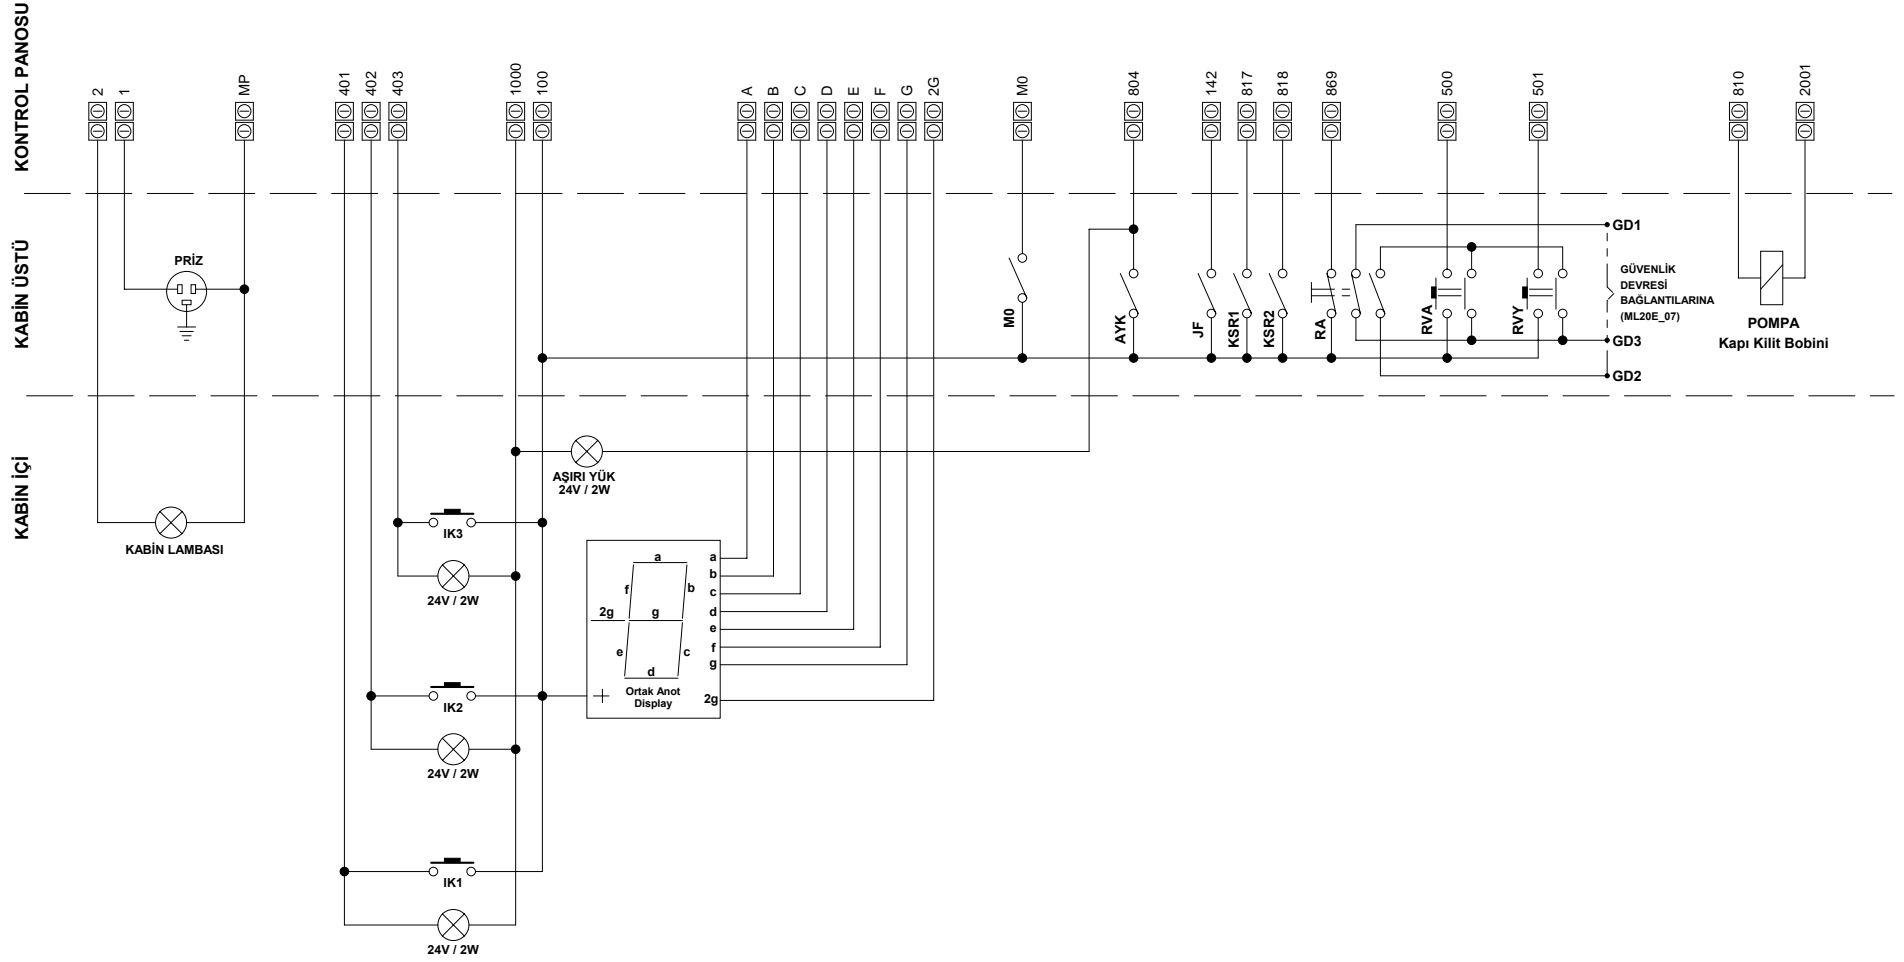 KONTROL PANOSU
2
1
MP
401
402
403
1000
100
A
B
C
D
E
F
G
2G
M0
804
142
817
818
869
500
501
810
2001
KABİN ÜSTÜ
PRİZ
M0
AYK
JF
KSR1
KSR2
RA
RVA
RVY
GD1
GÜVENLİK
DEVRESİ
BAĞLANTILARINA
(ML20E_07)
GD3
GD2
POMPA
Kapı Kilit Bobini
KABİN İÇİ
KABİN LAMBASI
AŞIRI YÜK
24V / 2W
IK3
24V / 2W
IK2
24V / 2W
IK1
24V / 2W
a
f
b
2g
g
e
c
d
Ortak Anot
Display
a
b
c
d
e
f
g
2g